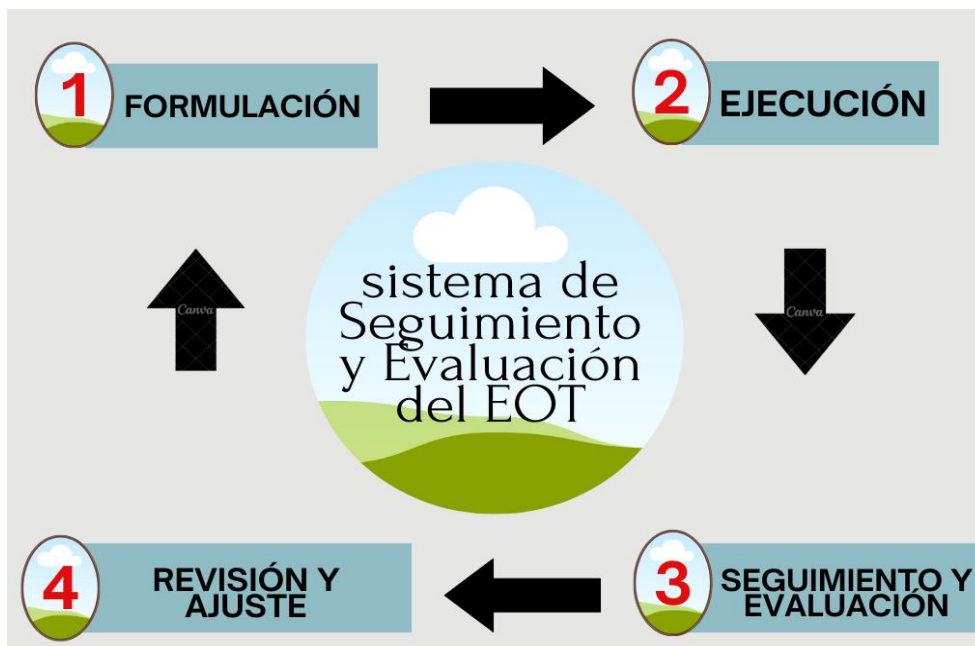 1 FORMULACIÓN
2 EJECUCIÓN
sistema de
Seguimiento
y Evaluación
del EOT
Canva
Canva
4 REVISIÓN Y
AJUSTE
3 SEGUIMIENTO Y
EVALUACIÓN